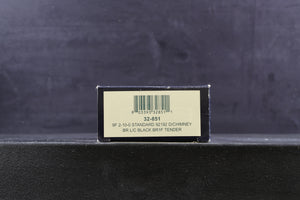 32-851
9F 2-10-0 STANDARD 92192 D/CHIMNEY
BR L/C BLACK BR1F TENDER